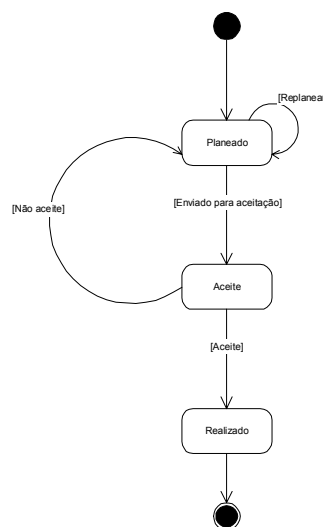 [Replanea
Planeado
[Enviado para aceitação]
[Não aceite]
Aceite
[Aceite]
Realizado